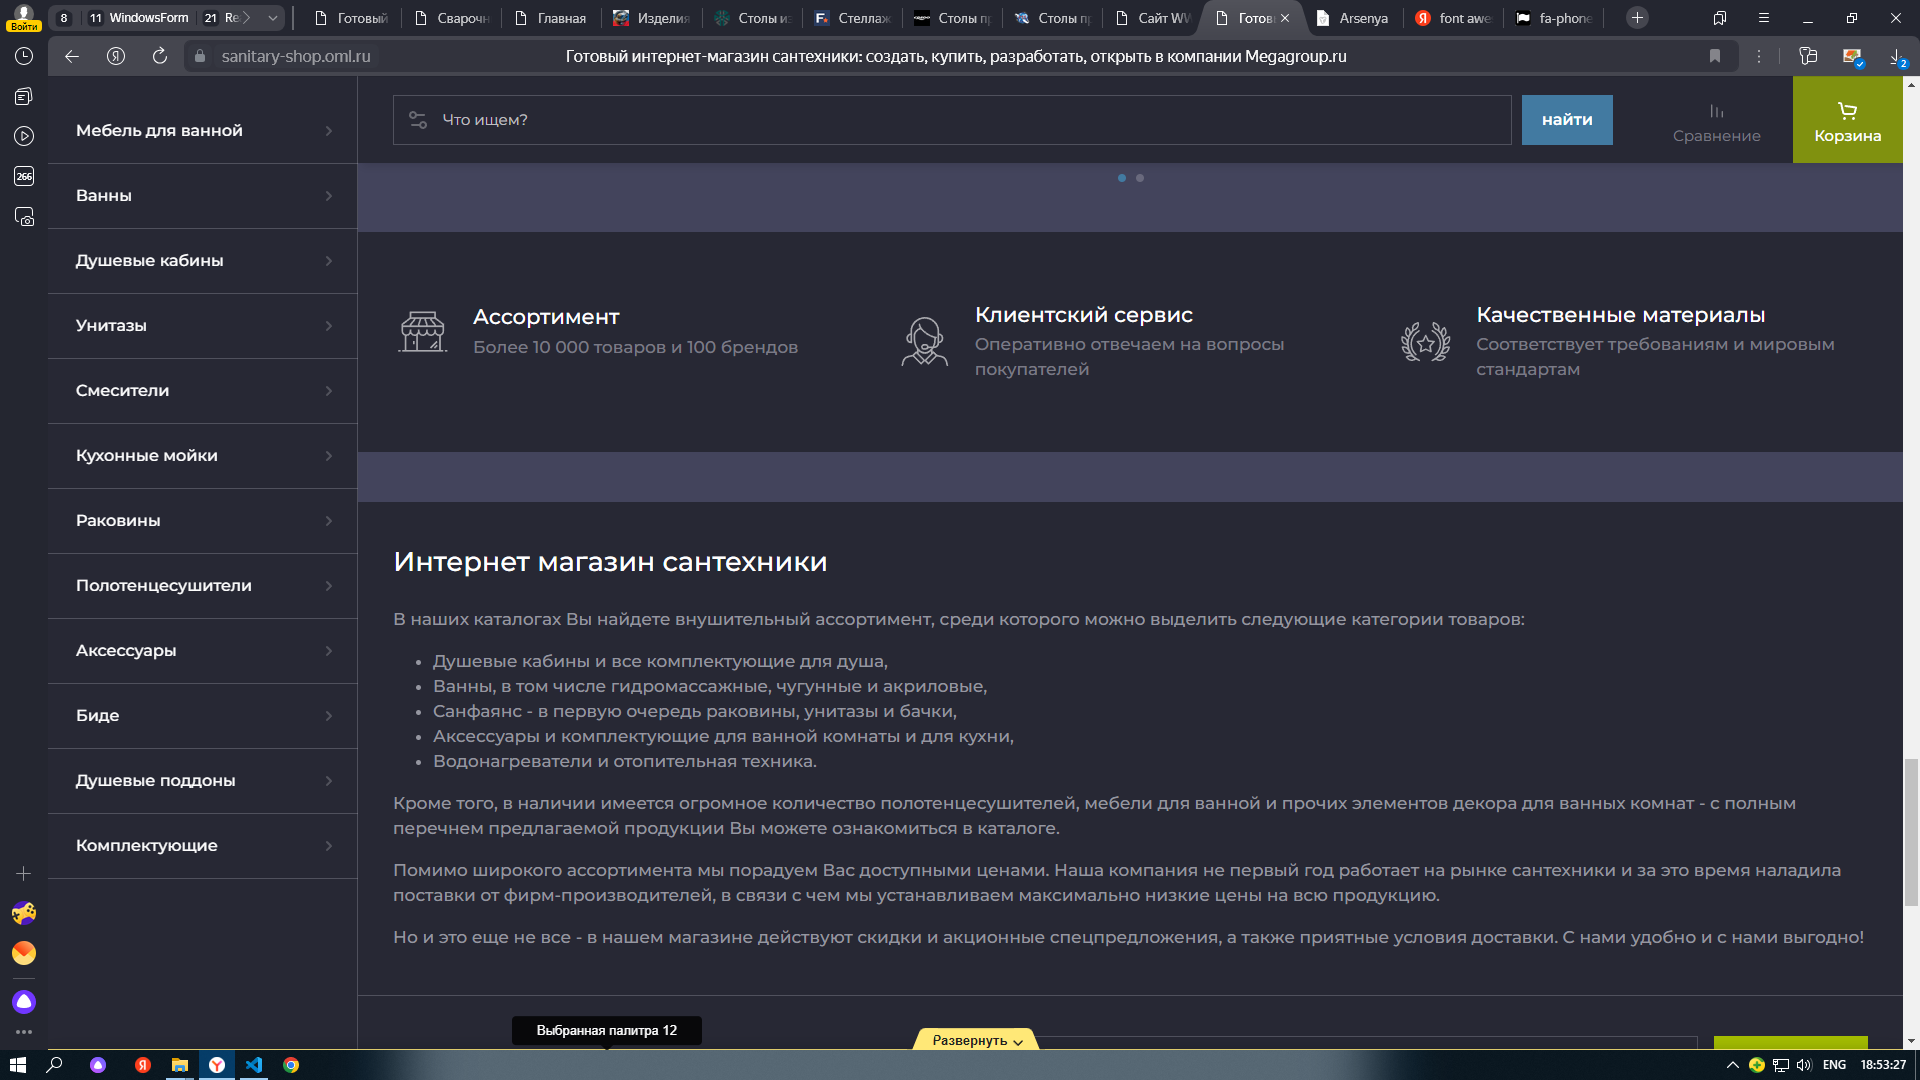 8
11 WindowsForm
21 Re
Готовый
Сварочн
Главная
Изделия
Столы из
Стеллаж
Столы пр
Столы пр
Сайт WW
Готов
Arsenya
font awe
fa-phone
Войти
sanitary-shop.oml.ru
Готовый интернет-магазин сантехники: создать, купить, разработать, открыть в компании Megagroup.ru
2
266
Мебель для ванной
Ванны
Душевые кабины
Унитазы
Смесители
Кухонные мойки
Раковины
Полотенцесушители
Аксессуары
Биде
Душевые поддоны
Комплектующие
Что ищем?
найти
Сравнение
Корзина
Ассортимент
Более 10 000 товаров и 100 брендов
Клиентский сервис
Оперативно отвечаем на вопросы
покупателей
Качественные материалы
Соответствует требованиям и мировым
стандартам
Интернет магазин сантехники
В наших каталогах Вы найдете внушительный ассортимент, среди которого можно выделить следующие категории товаров:
• Душевые кабины и все комплектующие для душа,
• Ванны, в том числе гидромассажные, чугунные и акриловые,
• Санфаянс - в первую очередь раковины, унитазы и бачки,
• Аксессуары и комплектующие для ванной комнаты и для кухни,
• Водонагреватели и отопительная техника.
Кроме того, в наличии имеется огромное количество полотенцесушителей, мебели для ванной и прочих элементов декора для ванных комнат - с полным
перечнем предлагаемой продукции Вы можете ознакомиться в каталоге.
Помимо широкого ассортимента мы порадуем Вас доступными ценами. Наша компания не первый год работает на рынке сантехники и за это время наладила
поставки от фирм-производителей, в связи с чем мы устанавливаем максимально низкие цены на всю продукцию.
Но и это еще не все - в нашем магазине действуют скидки и акционные спецпредложения, а также приятные условия доставки. С нами удобно и с нами выгодно!
Выбранная палитра 12
Развернуть
ENG
18:53:27